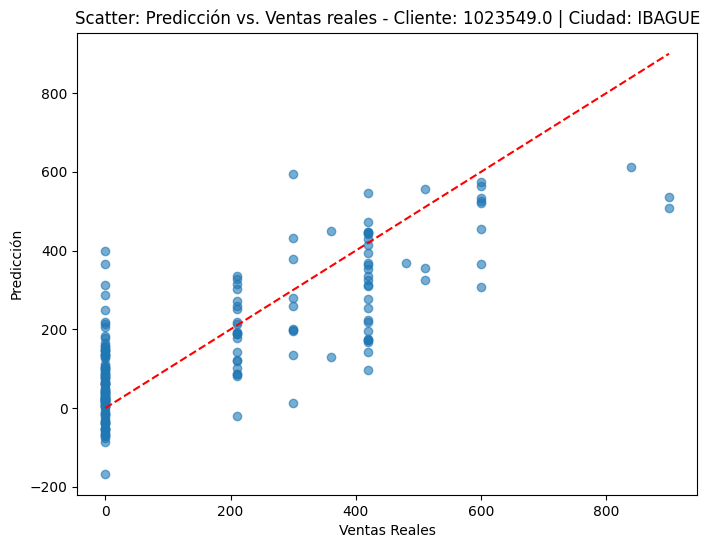 Scatter: Predicción vs. Ventas reales - Cliente: 1023549.0 | Ciudad: IBAGUE
Predicción
800
600
400
200
0
−200
0 200 400 600 800
Ventas Reales